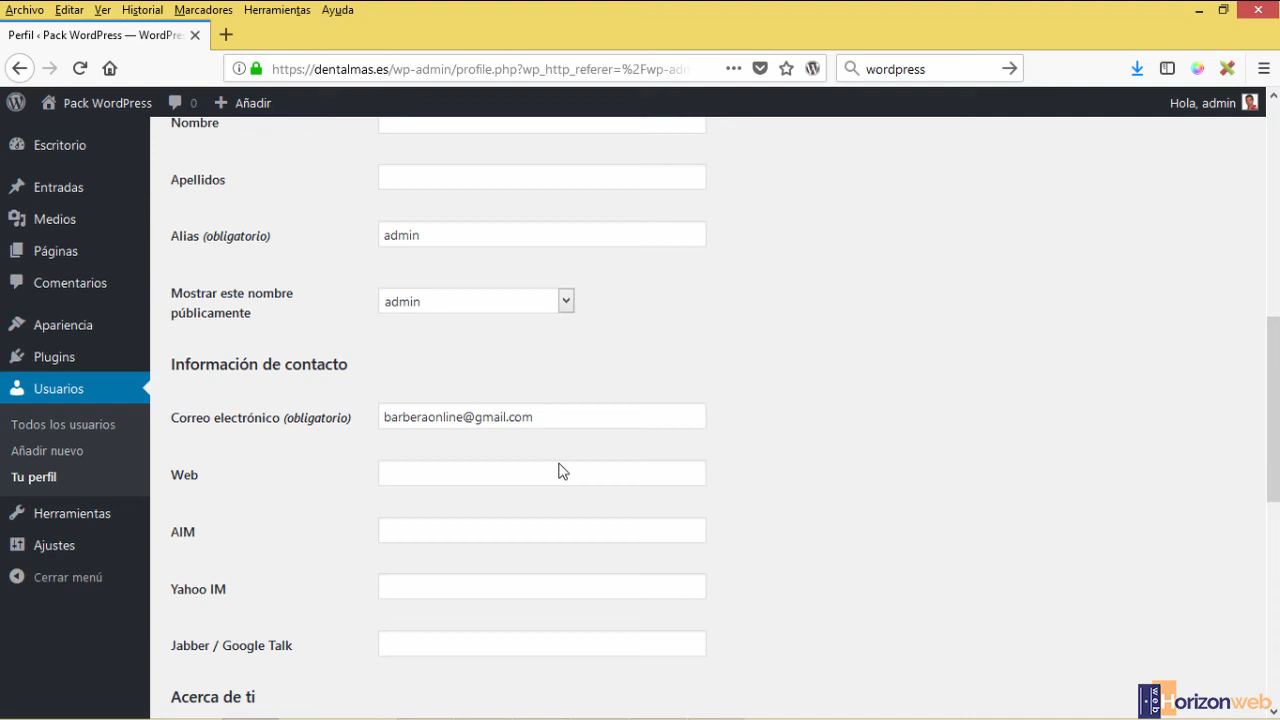 Archivo Editar Ver Historial Marcadores Herramientas Ayuda
Perfil ‹ Pack WordPress — WordPre
https://dentalmas.es/wp-admin/profile.php?wp_http_referer=%2Fwp-adn
wordpress
Pack WordPress 0 Añadir Hola, admin
Escritorio
Entradas
Medios
Páginas
Comentarios
Apariencia
Plugins
Usuarios
Todos los usuarios
Añadir nuevo
Tu perfil
Herramientas
Ajustes
Cerrar menú
Nombre
Apellidos
Alias (obligatorio) admin
Mostrar este nombre
públicamente
admin
Información de contacto
Correo electrónico (obligatorio) barberaonline@gmail.com
Web
AIM
Yahoo IM
Jabber / Google Talk
Acerca de ti
web Horizonweb